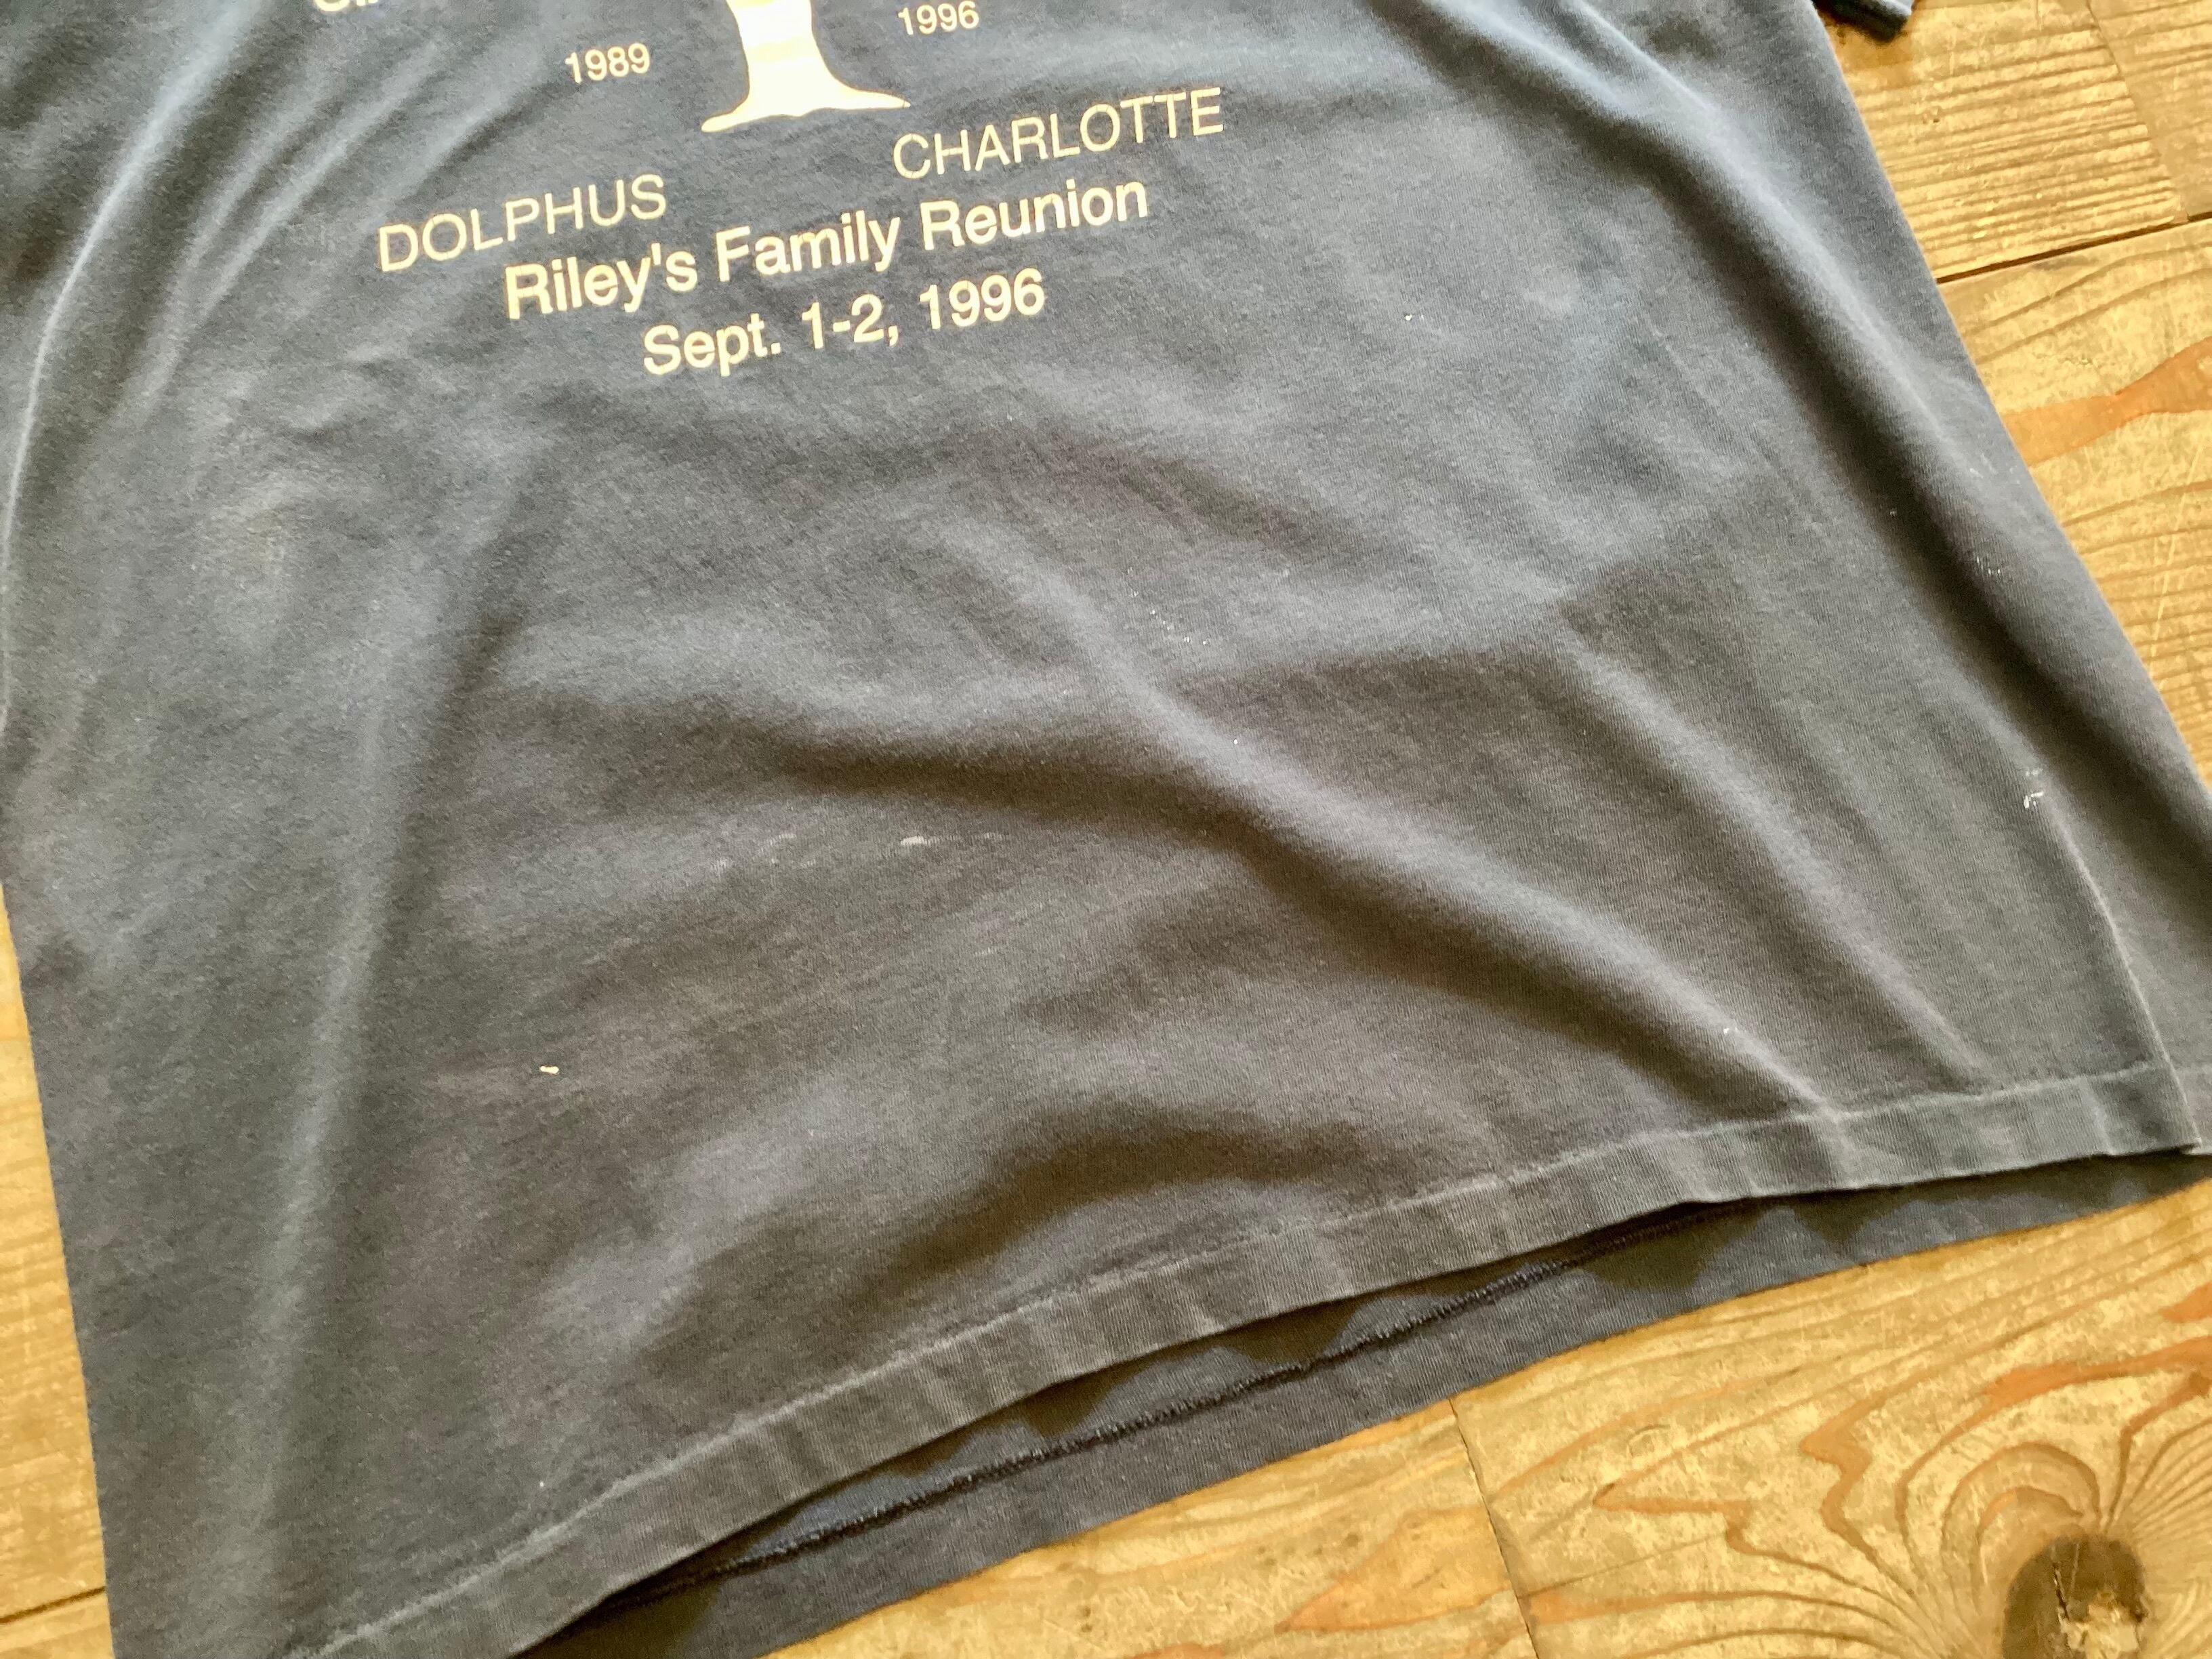 1989
1996
DOLPHUS
CHARLOTTE
Riley's Family Reunion
Sept. 1-2, 1996